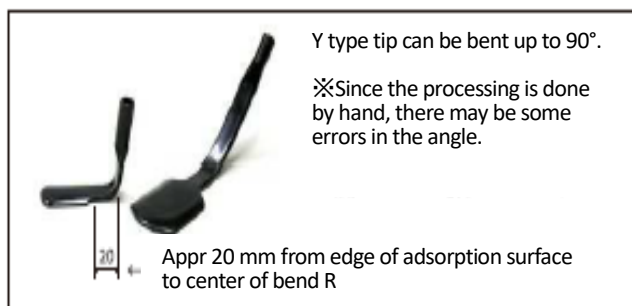 Y type tip can be bent up to 90°.
※Since the processing is done
by hand, there may be some
errors in the angle.
20
← Appr 20 mm from edge of adsorption surface
to center of bend R